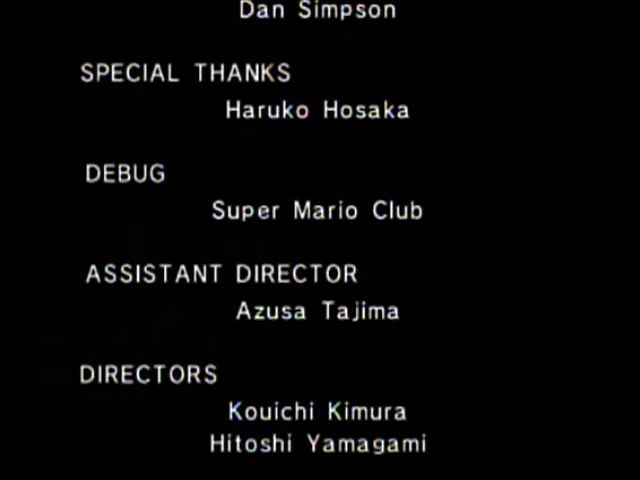 Dan Simpson
SPECIAL THANKS
Haruko Hosaka
DEBUG
Super Mario Club
ASSISTANT DIRECTOR
Azusa Tajima
DIRECTORS
Kouichi Kimura
Hitoshi Yamagami